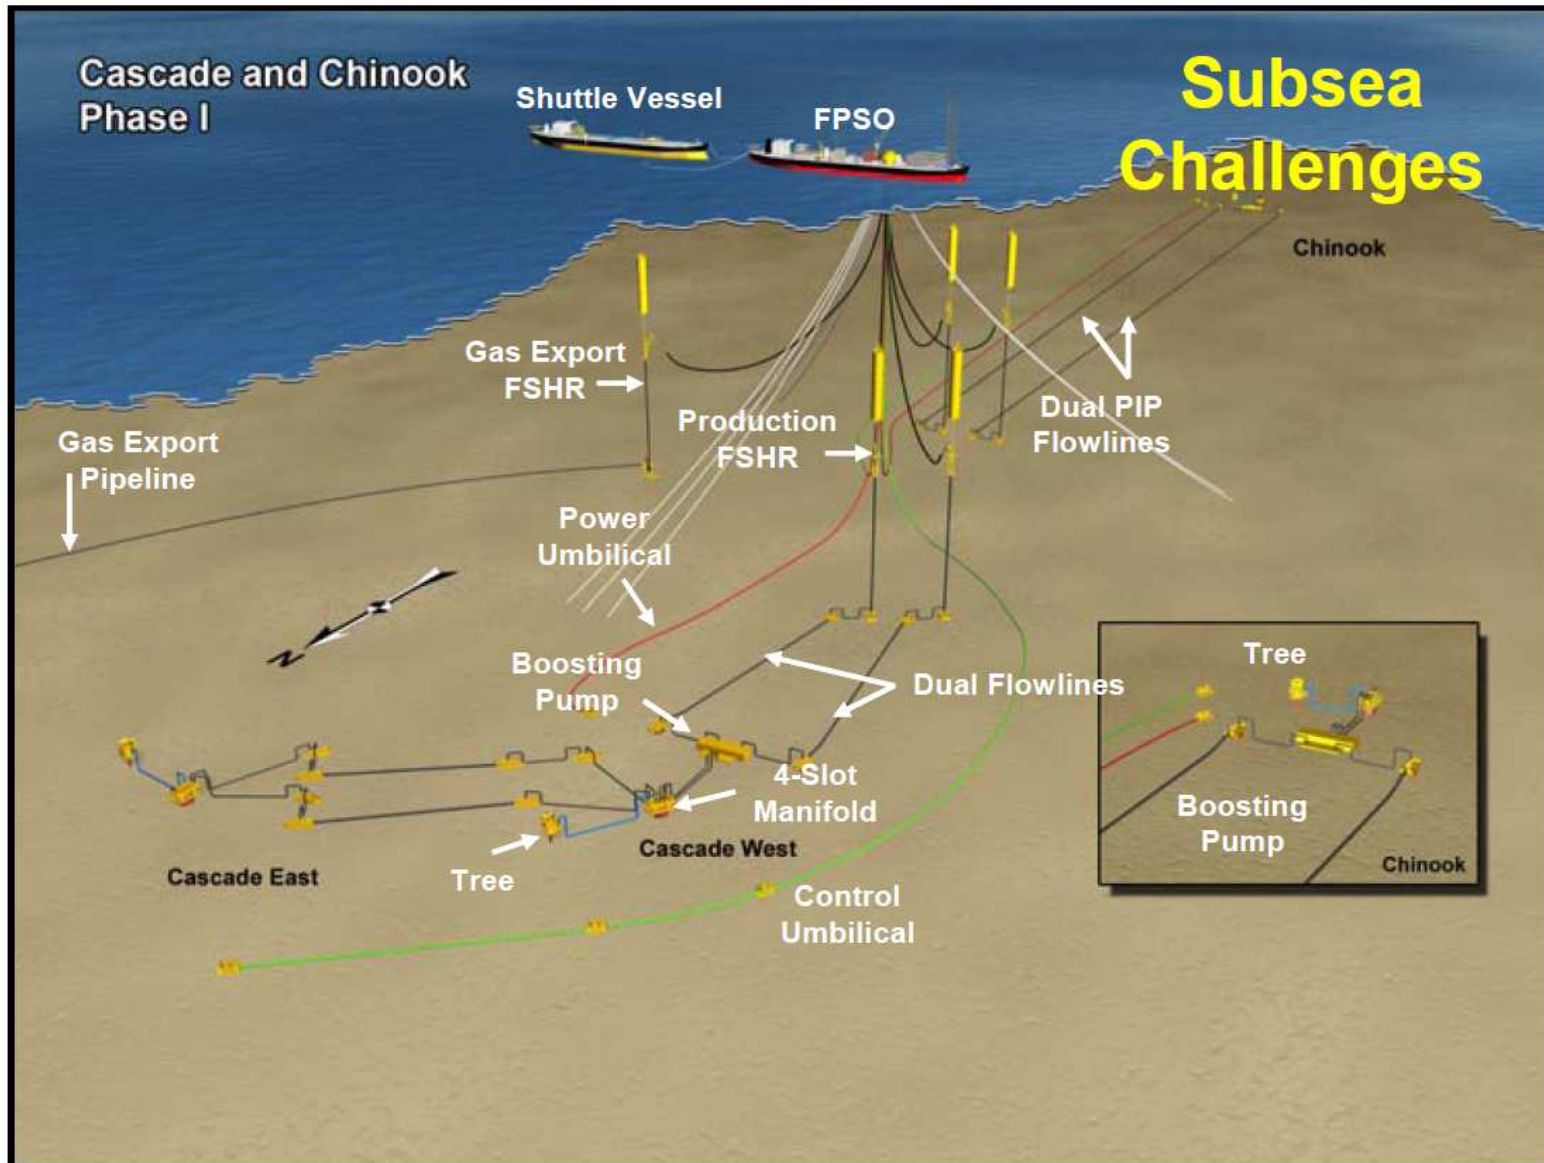 Cascade and Chinook
Phase I
Subsea
Challenges
Shuttle Vessel
FPSO
Chinook
Gas Export
FSHR
Production
FSHR
Dual PIP
Flowlines
Gas Export
Pipeline
Power
Umbilical
N
Boosting
Pump
Dual Flowlines
Tree
4-Slot
Manifold
Boosting
Pump
Cascade West
Chinook
Cascade East
Tree
Control
Umbilical